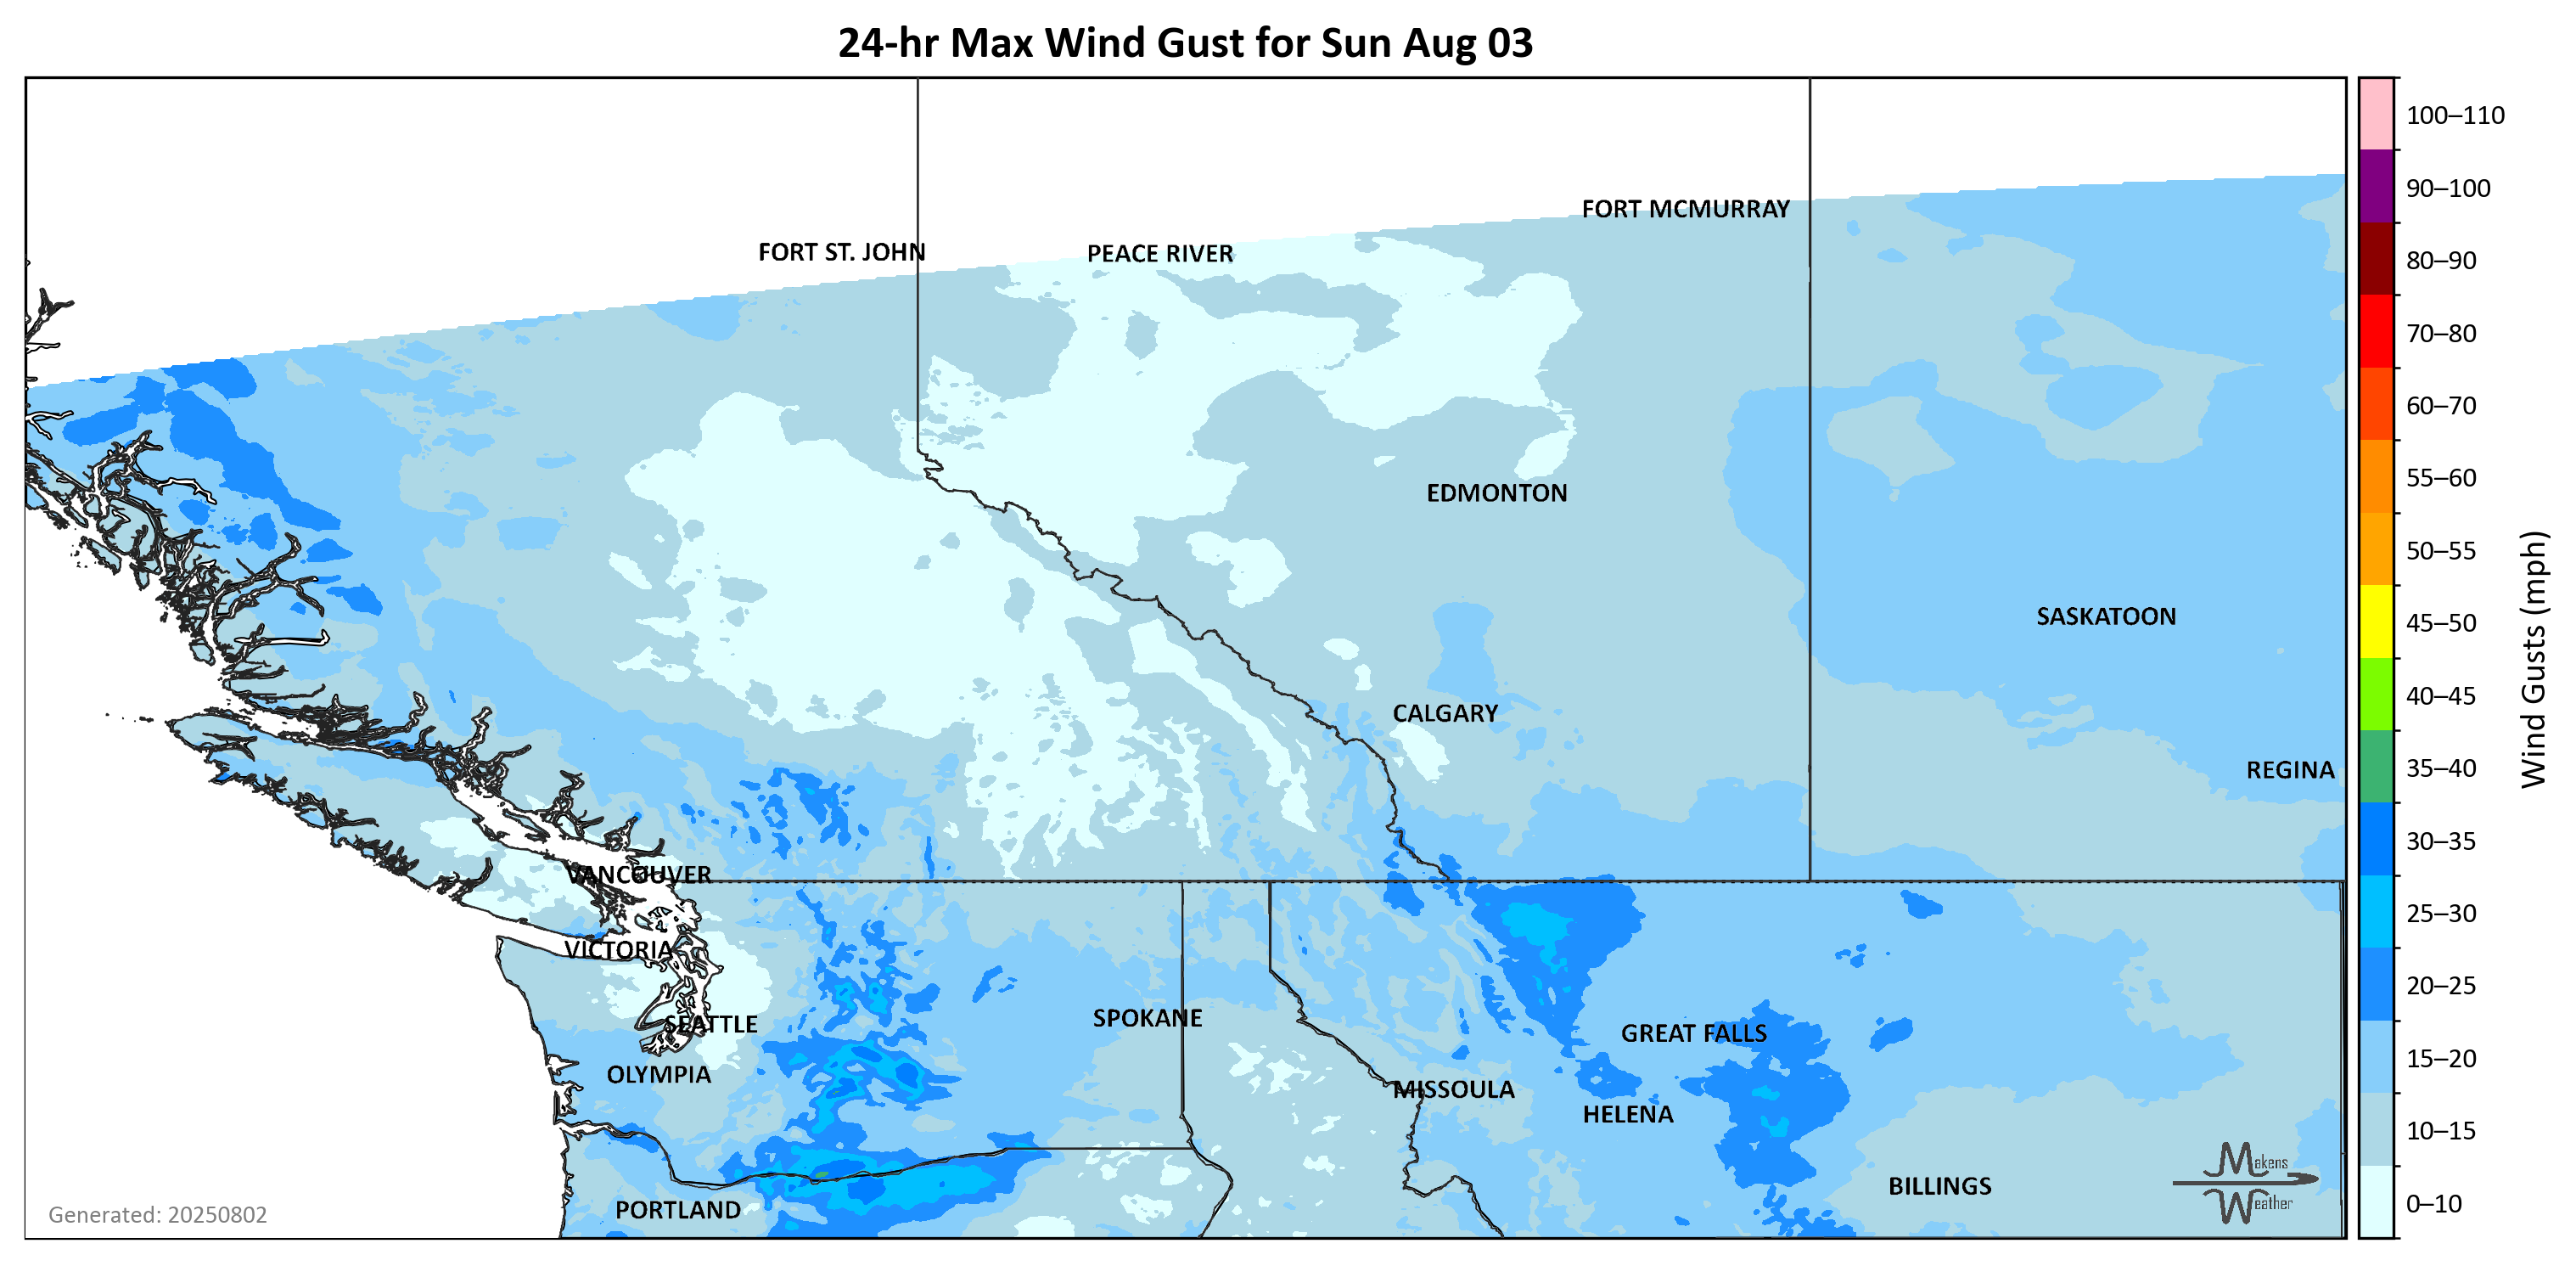 24-hr Max Wind Gust for Sun Aug 03
100–110
FORT MCMURRAY
90–100
FORT ST. JOHN
PEACE RIVER
80–90
70–80
60–70
EDMONTON
55–60
50–55
SASKATOON
45–50
Wind Gusts (mph)
CALGARY
40–45
REGINA
35–40
30–35
VANCOUVER
25–30
VICTORIA
20–25
SPOKANE
SEATTLE
GREAT FALLS
15–20
OLYMPIA
MISSOULA
HELENA
10–15
Makens
Weather
BILLINGS
0–10
PORTLAND
Generated: 20250802